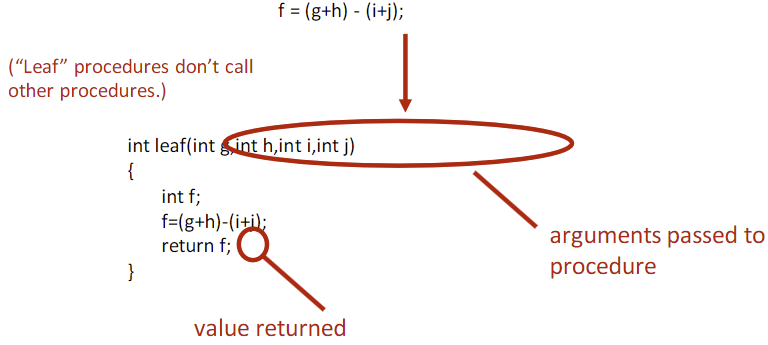 f = (g+h) - (i+j);
(“Leaf” procedures don’t call
other procedures.)
int leaf(int g,int h,int i,int j)
{
int f;
f=(g+h)-(i+j);
return f;
}
arguments passed to
procedure
value returned